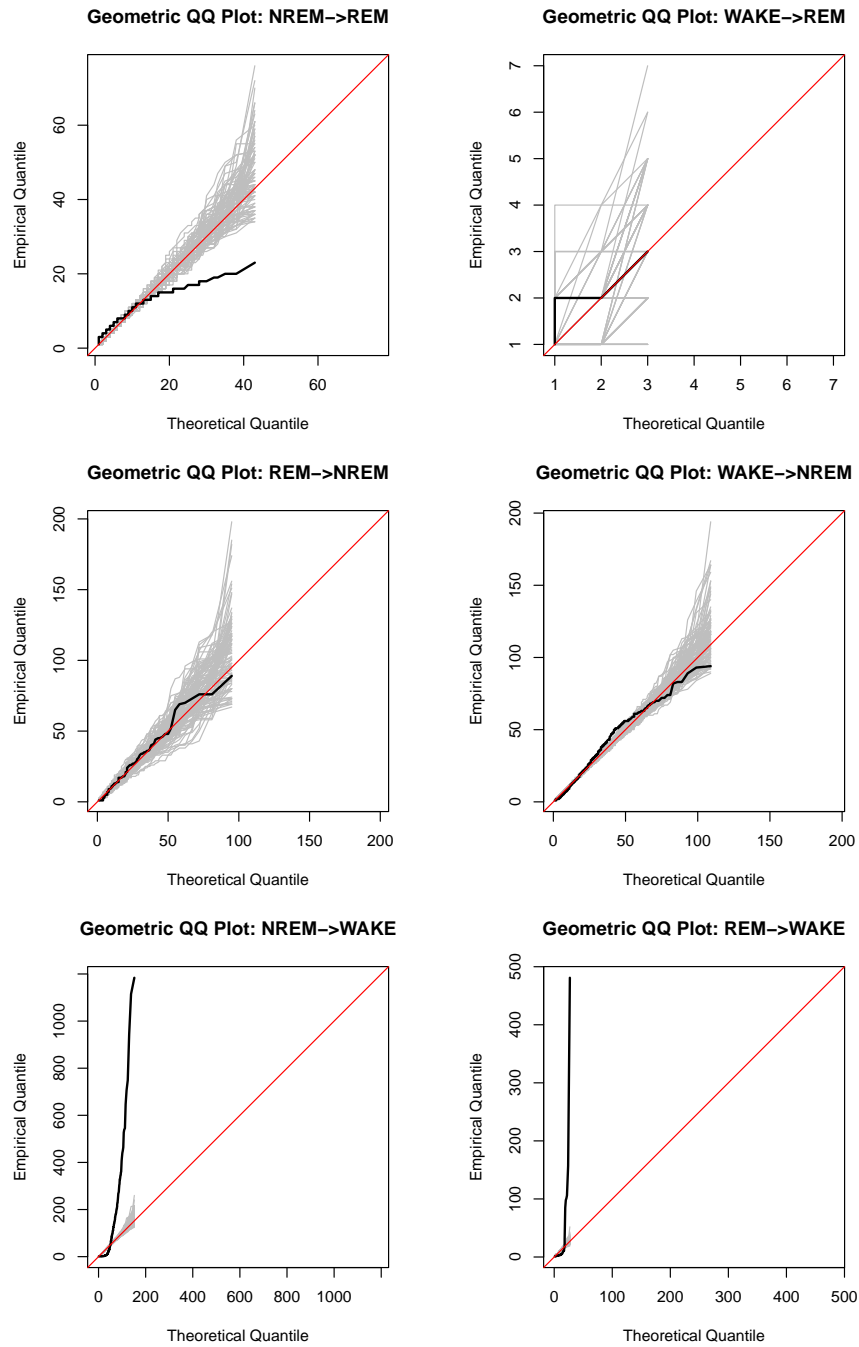 Geometric QQ Plot: NREM−>REM
Empirical Quantile
0 20 40 60
0 20 40 60
Theoretical Quantile
Geometric QQ Plot: WAKE−>REM
Empirical Quantile
1 2 3 4 5 6 7
1 2 3 4 5 6 7
Theoretical Quantile
Geometric QQ Plot: REM−>NREM
Empirical Quantile
0 50 100 150 200
0 50 100 150 200
Theoretical Quantile
Geometric QQ Plot: WAKE−>NREM
Empirical Quantile
0 50 100 150 200
0 50 100 150 200
Theoretical Quantile
Geometric QQ Plot: NREM−>WAKE
Empirical Quantile
0 200 400 600 800 1000
0 200 400 600 800 1000
Theoretical Quantile
Geometric QQ Plot: REM−>WAKE
Empirical Quantile
0 100 200 300 400 500
0 100 200 300 400 500
Theoretical Quantile